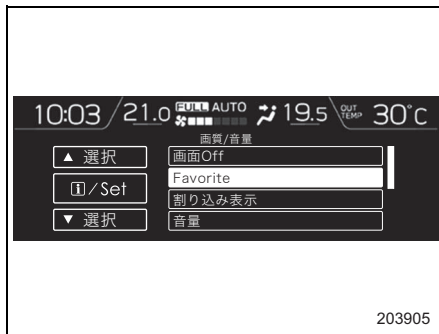 10:03 21.0 FULL AUTO 19.5 OUT TEMP 30°C
画質/音量
▲ 選択
画面Off
Favorite
i/Set
割り込み表示
▼ 選択
音量
203905